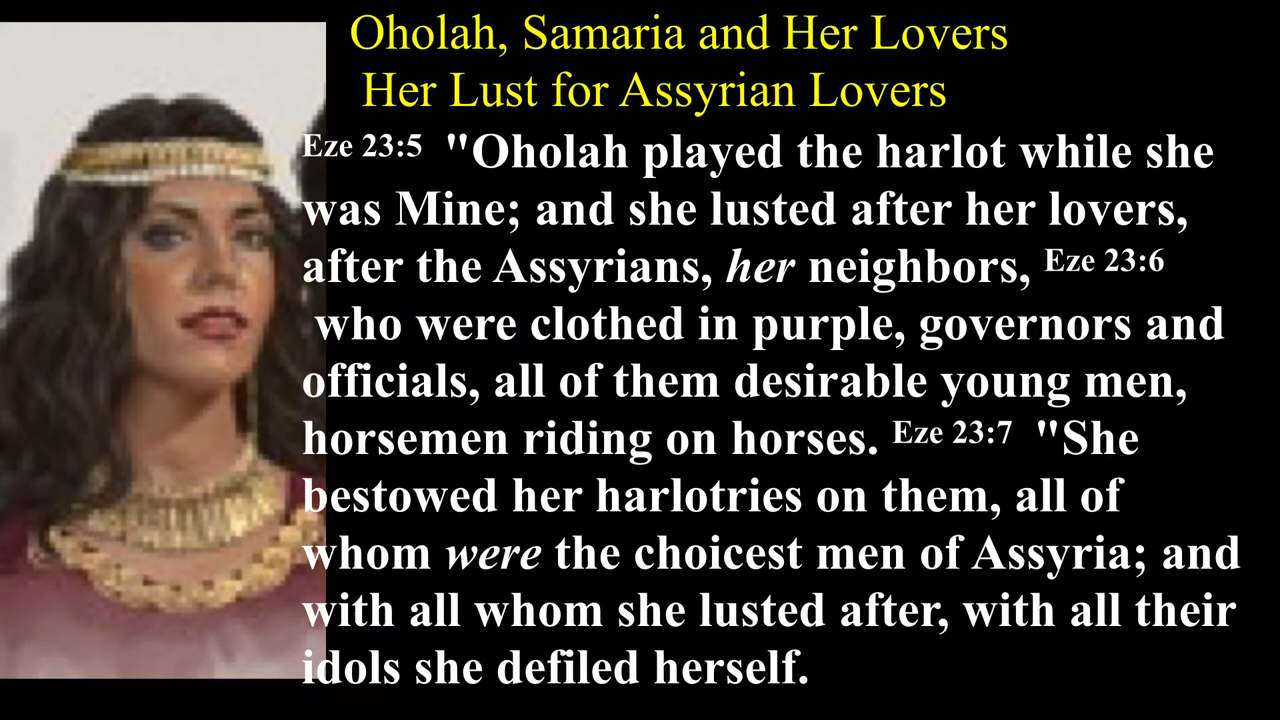 Oholah, Samaria and Her Lovers
Her Lust for Assyrian Lovers
Eze 23:5 "Oholah played the harlot while she
was Mine; and she lusted after her lovers,
after the Assyrians, her neighbors, Eze 23:6
who were clothed in purple, governors and
officials, all of them desirable young men,
horsemen riding on horses. Eze 23:7 "She
bestowed her harlotries on them, all of
whom were the choicest men of Assyria; and
with all whom she lusted after, with all their
idols she defiled herself.